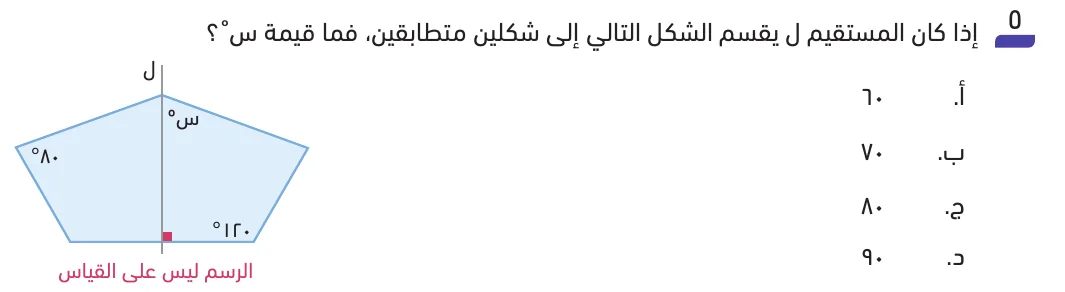 ٥
إذا كان المستقيم ل يقسم الشكل التالي إلى شكلين متطابقين، فما قيمة س°؟
أ. ٦٠
ب. ٧٠
ج. ٨٠
د. ٩٠
ل
س°
٨٠°
١٢٠°
الرسم ليس على القياس